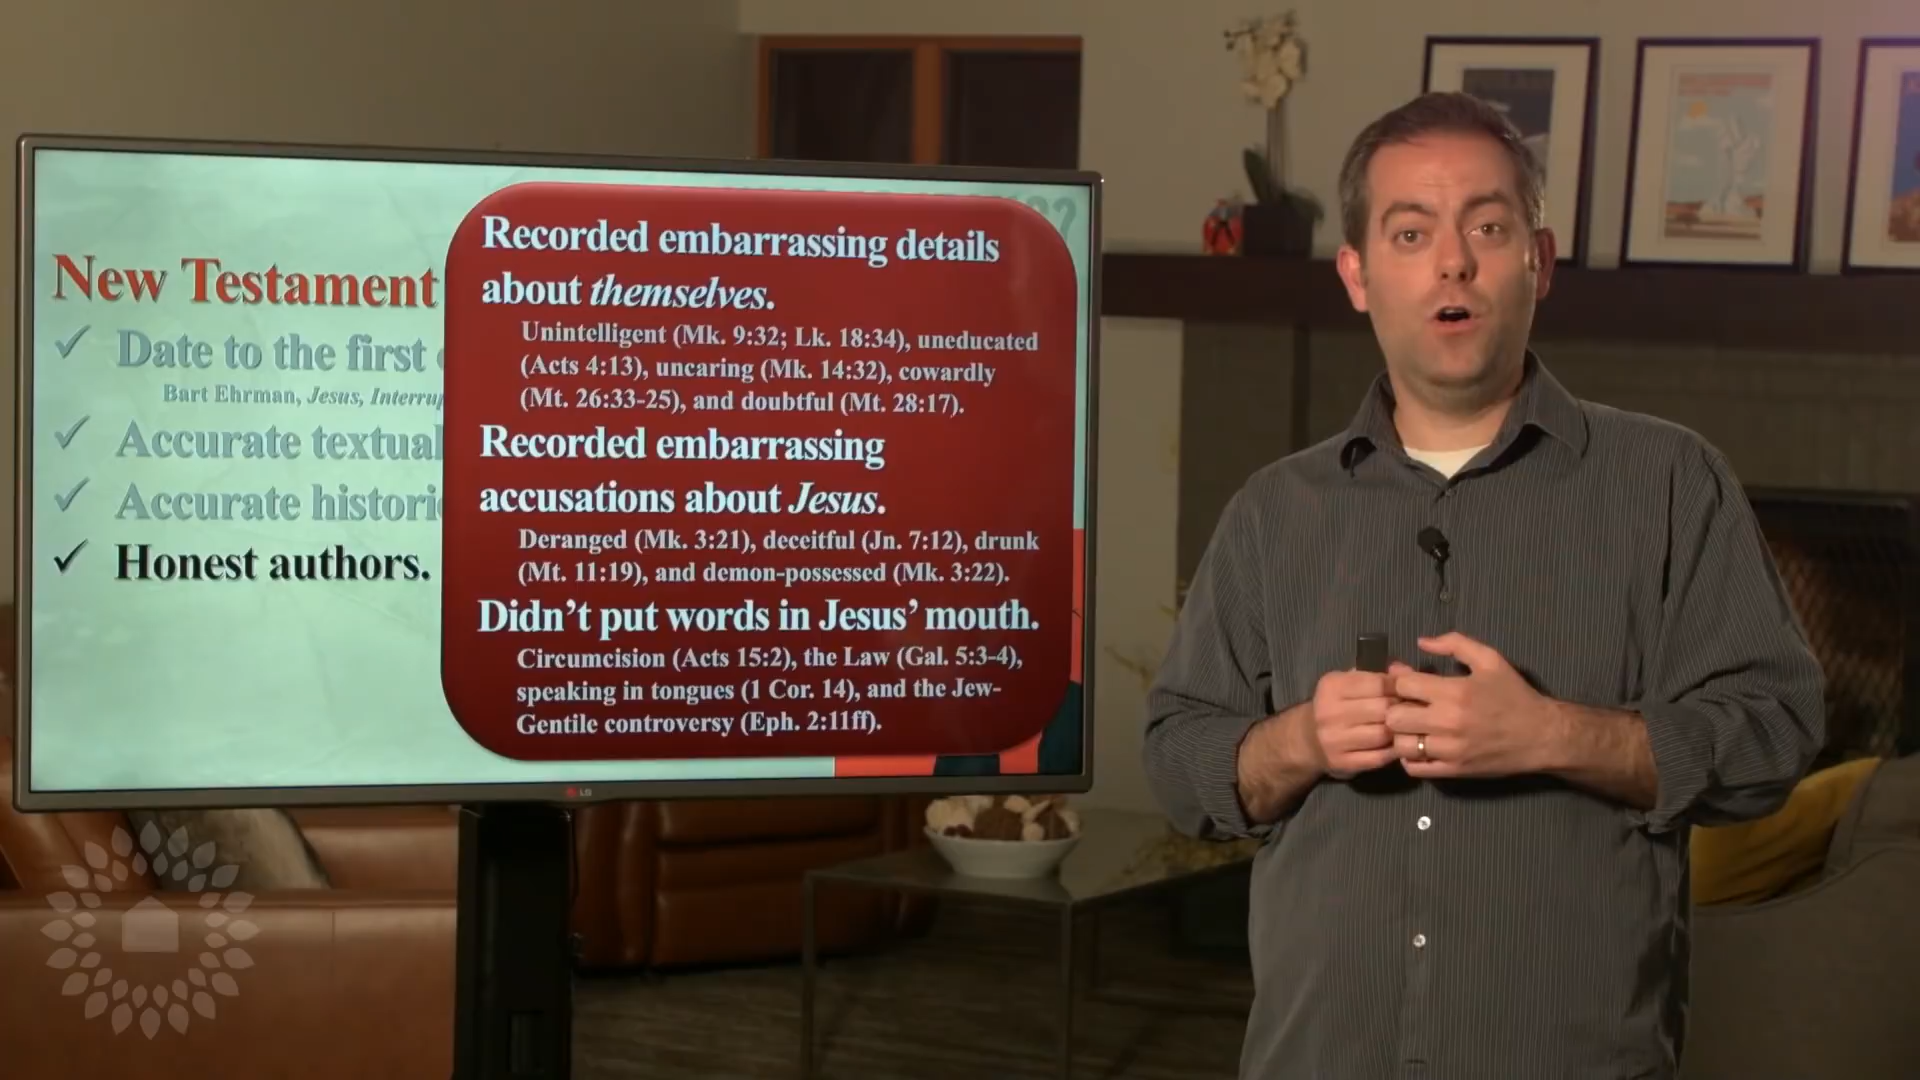 New Testament
✓ Date to the first
Bart Ehrman, Jesus,
✓ Accurate textual
✓ Accurate
✓ Honest authors.
Recorded embarrassing details
about themselves.
Unintelligent (Mk. 9:32; Lk. 18:34), uneducated
(Acts 4:13), uncaring (Mk. 14:32), cowardly
(Mt. 26:33-25), and doubtful (Mt. 28:17).
Recorded embarrassing
accusations about Jesus.
Deranged (Mk. 3:21), deceitful (Jn. 7:12), drunk
(Mt. 11:19), and demon-possessed (Mk. 3:22).
Didn’t put words in Jesus’ mouth.
Circumcision (Acts 15:2), the Law (Gal. 5:3-4),
speaking in tongues (1 Cor. 14), and the Jew-
Gentile controversy (Eph. 2:11ff).
LG